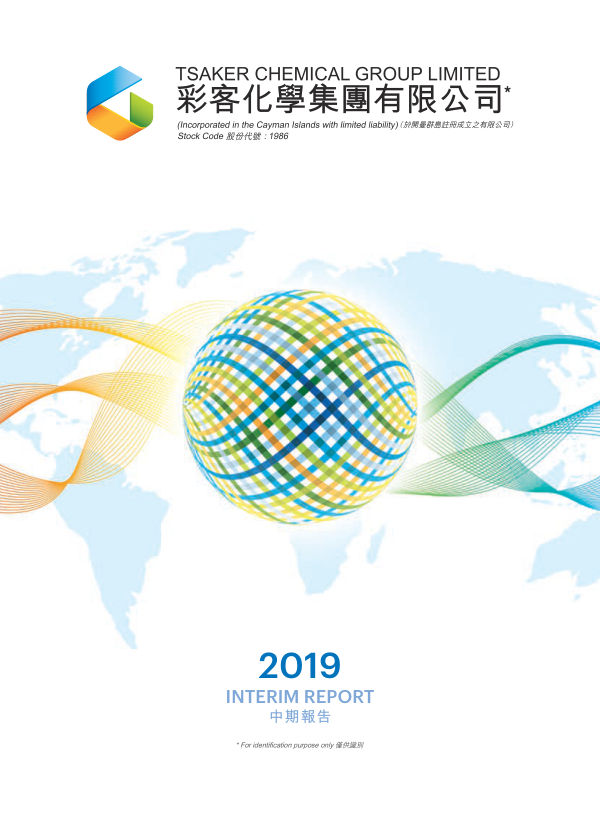 TSAKER CHEMICAL GROUP LIMITED
彩客化學集團有限公司*
(Incorporated in the Cayman Islands with limited liability)(於開曼群島註冊成立之有限公司)
Stock Code 股份代號 : 1986
2019
INTERIM REPORT
中期報告
* For identification purpose only 僅供識別